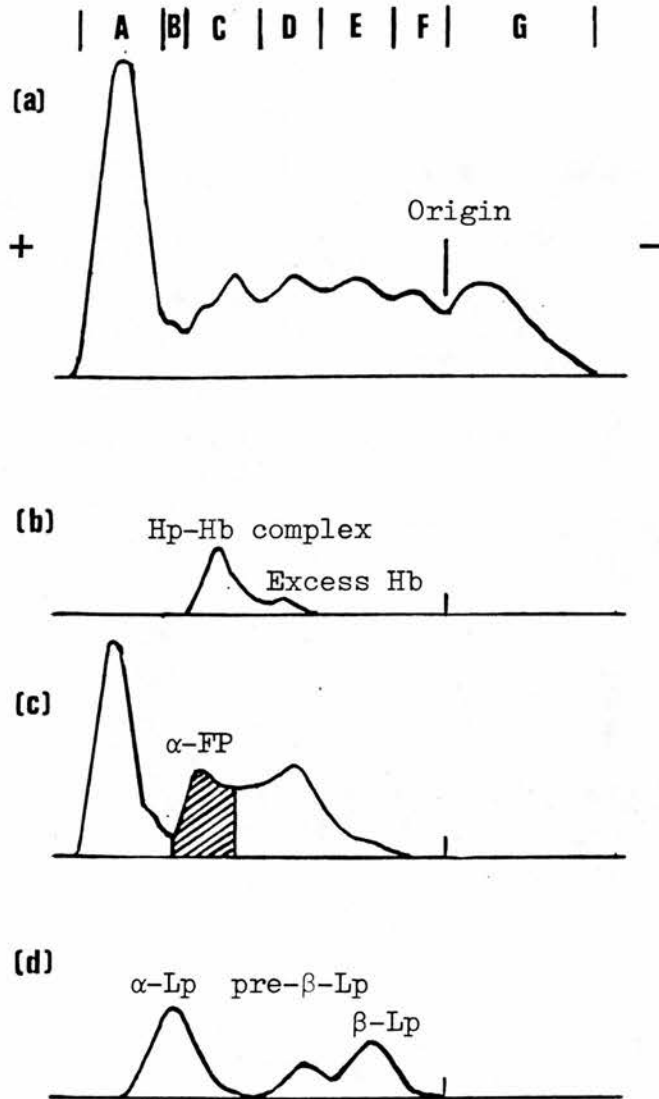 | A | B | C | D | E | F | G |
(a)
Origin
+ −
(b)
Hp-Hb complex
Excess Hb
(c)
α-FP
(d)
α-Lp pre-β-Lp
β-Lp